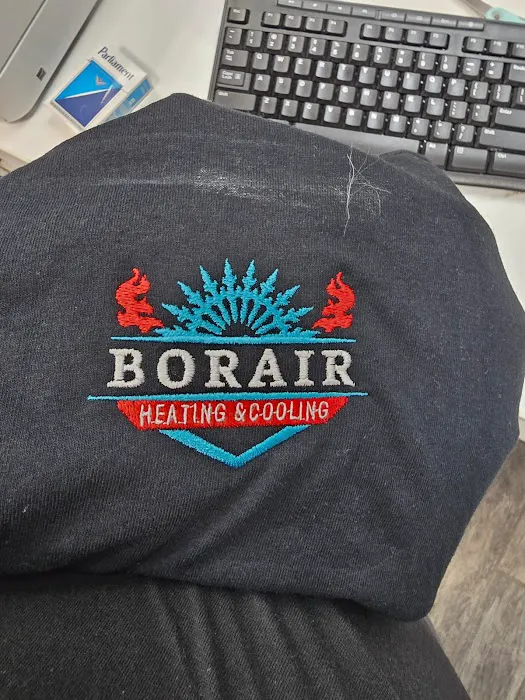 Parliament
BORAIR
HEATING & COOLING